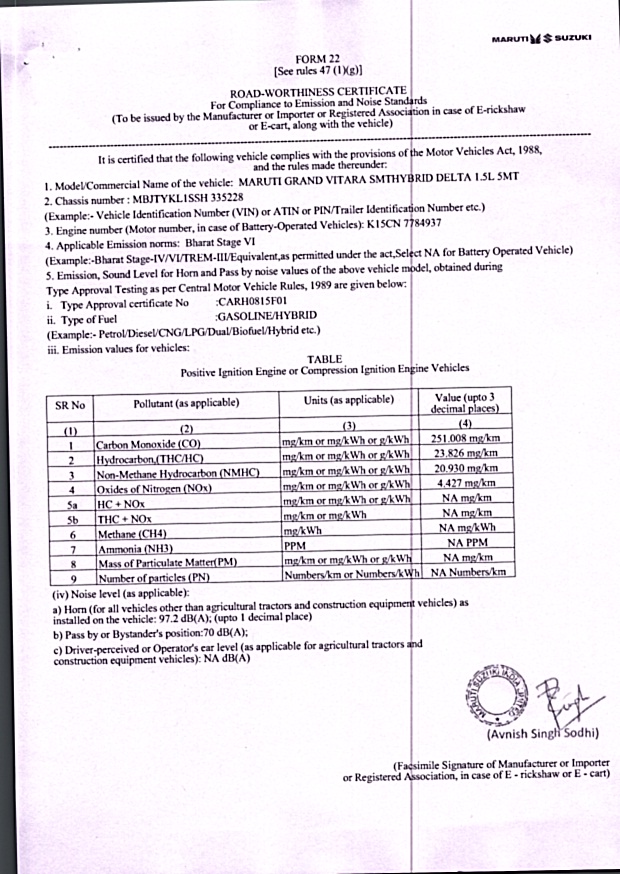 MARUTI SUZUKI
FORM 22
[See rules 47 (1)(g)]
ROAD-WORTHINESS CERTIFICATE
For Compliance to Emission and Noise Standards
(To be issued by the Manufacturer or Importer or Registered Association in case of E-rickshaw
or E-cart, along with the vehicle)
It is certified that the following vehicle complies with the provisions of the Motor Vehicles Act, 1988,
and the rules made thereunder:
1. Model/Commercial Name of the vehicle: MARUTI GRAND VITARA SMTHYBRID DELTA 1.5L 5MT
2. Chassis number : MBJTYKL1SSH 335228
(Example:- Vehicle Identification Number (VIN) or ATIN or PIN/Trailer Identification Number etc.)
3. Engine number (Motor number, in case of Battery-Operated Vehicles): K15CN 7784937
4. Applicable Emission norms: Bharat Stage VI
(Example:-Bharat Stage-IV/VI/TREM-III/Equivalent,as permitted under the act,Select NA for Battery Operated Vehicle)
5. Emission, Sound Level for Horn and Pass by noise values of the above vehicle model, obtained during
Type Approval Testing as per Central Motor Vehicle Rules, 1989 are given below:
i. Type Approval certificate No :CARH0815F01
ii. Type of Fuel :GASOLINE/HYBRID
(Example:- Petrol/Diesel/CNG/LPG/Dual/Biofuel/Hybrid etc.)
iii. Emission values for vehicles:
TABLE
Positive Ignition Engine or Compression Ignition Engine Vehicles
SR No Pollutant (as applicable) Units (as applicable) Value (upto 3
decimal places)
(1) (2) (3) (4)
1 Carbon Monoxide (CO) mg/km or mg/kWh or g/kWh 251.008 mg/km
2 Hydrocarbon,(THC/HC) mg/km or mg/kWh or g/kWh 23.826 mg/km
3 Non-Methane Hydrocarbon (NMHC) mg/km or mg/kWh or g/kWh 20.930 mg/km
4 Oxides of Nitrogen (NOx) mg/km or mg/kWh or g/kWh 4.427 mg/km
5a HC + NOx mg/km or mg/kWh or g/kWh NA mg/km
5b THC + NOx mg/km or mg/kWh NA mg/km
6 Methane (CH4) mg/kWh NA mg/kWh
7 Ammonia (NH3) PPM NA PPM
8 Mass of Particulate Matter(PM) mg/km or mg/kWh or g/kWh NA mg/km
9 Number of particles (PN) Numbers/km or Numbers/kWh NA Numbers/km
(iv) Noise level (as applicable):
a) Horn (for all vehicles other than agricultural tractors and construction equipment vehicles) as
installed on the vehicle: 97.2 dB(A); (upto 1 decimal place)
b) Pass by or Bystander's position:70 dB(A);
c) Driver-perceived or Operator's ear level (as applicable for agricultural tractors and
construction equipment vehicles): NA dB(A)
MARUTI SUZUKI INDIA LIMITED
(Avnish Singh Sodhi)
(Facsimile Signature of Manufacturer or Importer
or Registered Association, in case of E - rickshaw or E - cart)